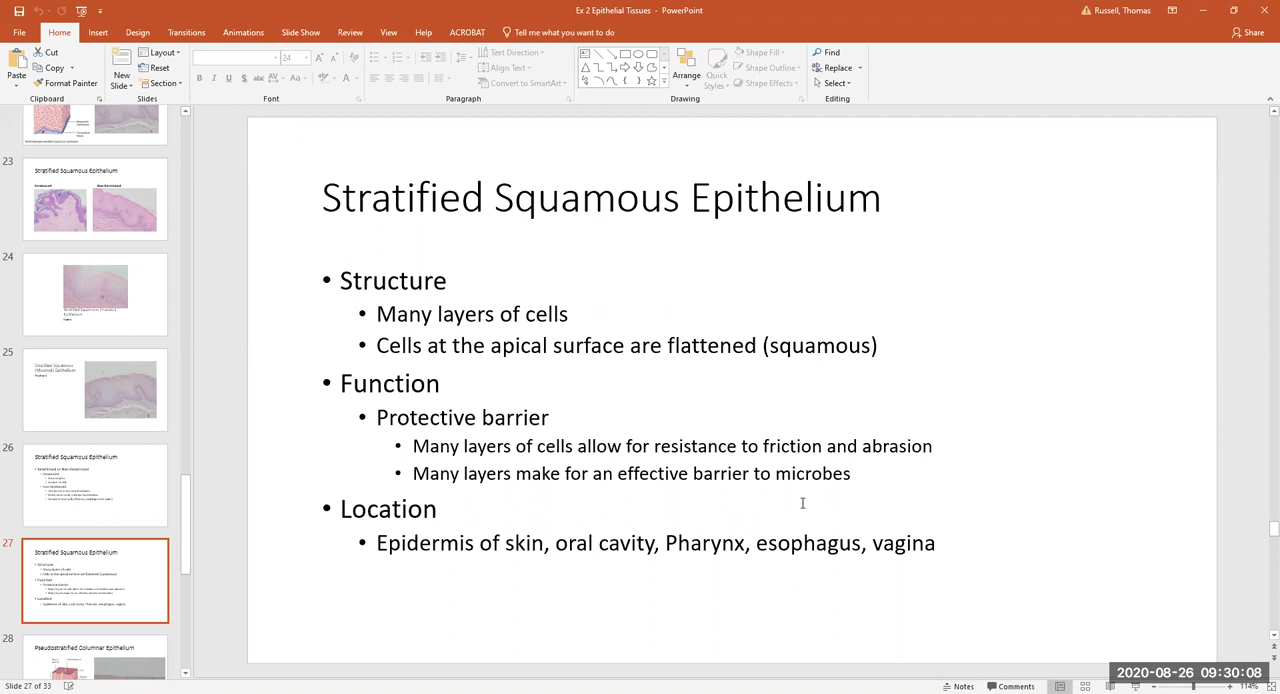 Ex 2 Epithelial Tissues - PowerPoint
Russell, Thomas
File Home Insert Design Transitions Animations Slide Show Review View Help ACROBAT Tell me what you want to do Share
Paste
Cut
Copy
Format Painter
Clipboard
New Slide
Layout
Reset
Section
Slides
24
B I U S abc AV Aa A
Font
Text Direction
Align Text
Convert to SmartArt
Paragraph
Arrange
Quick Styles
Shape Fill
Shape Outline
Shape Effects
Drawing
Find
Replace
Select
Editing
23
Stratified Squamous Epithelium
24
25
Stratified Squamous
26
Stratified Squamous Epithelium
27
Stratified Squamous Epithelium
28
Pseudostratified Columnar Epithelium
Stratified Squamous Epithelium
• Structure
• Many layers of cells
• Cells at the apical surface are flattened (squamous)
• Function
• Protective barrier
• Many layers of cells allow for resistance to friction and abrasion
• Many layers make for an effective barrier to microbes
• Location
• Epidermis of skin, oral cavity, Pharynx, esophagus, vagina
2020-08-26 09:30:08
Slide 27 of 33
Notes Comments 114%